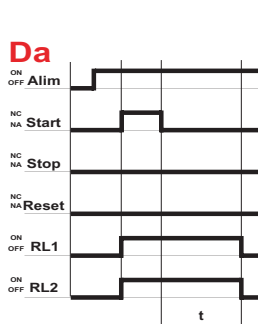 Da
ON
OFF Alim
NC
NA Start
NC
NA Stop
NC
NA Reset
ON
OFF RL1
ON
OFF RL2
t